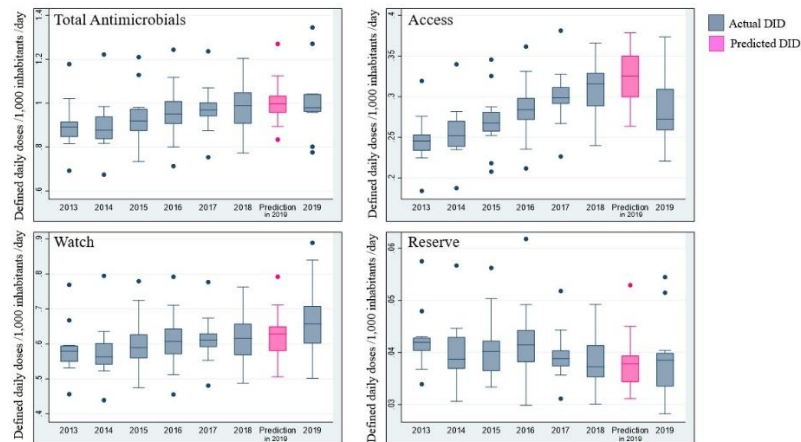 Total Antimicrobials
Defined daily doses /1,000 inhabitants /day
1.4
1.2
1
.8
.6
2013 2014 2015 2016 2017 2018 Prediction in 2019 2019
Access
Defined daily doses /1,000 inhabitants /day
.4
.35
.3
.25
.2
2013 2014 2015 2016 2017 2018 Prediction in 2019 2019
Actual DID
Predicted DID
Watch
Defined daily doses /1,000 inhabitants /day
.9
.8
.7
.6
.5
.4
2013 2014 2015 2016 2017 2018 Prediction in 2019 2019
Reserve
Defined daily doses /1,000 inhabitants /day
.06
.05
.04
.03
2013 2014 2015 2016 2017 2018 Prediction in 2019 2019